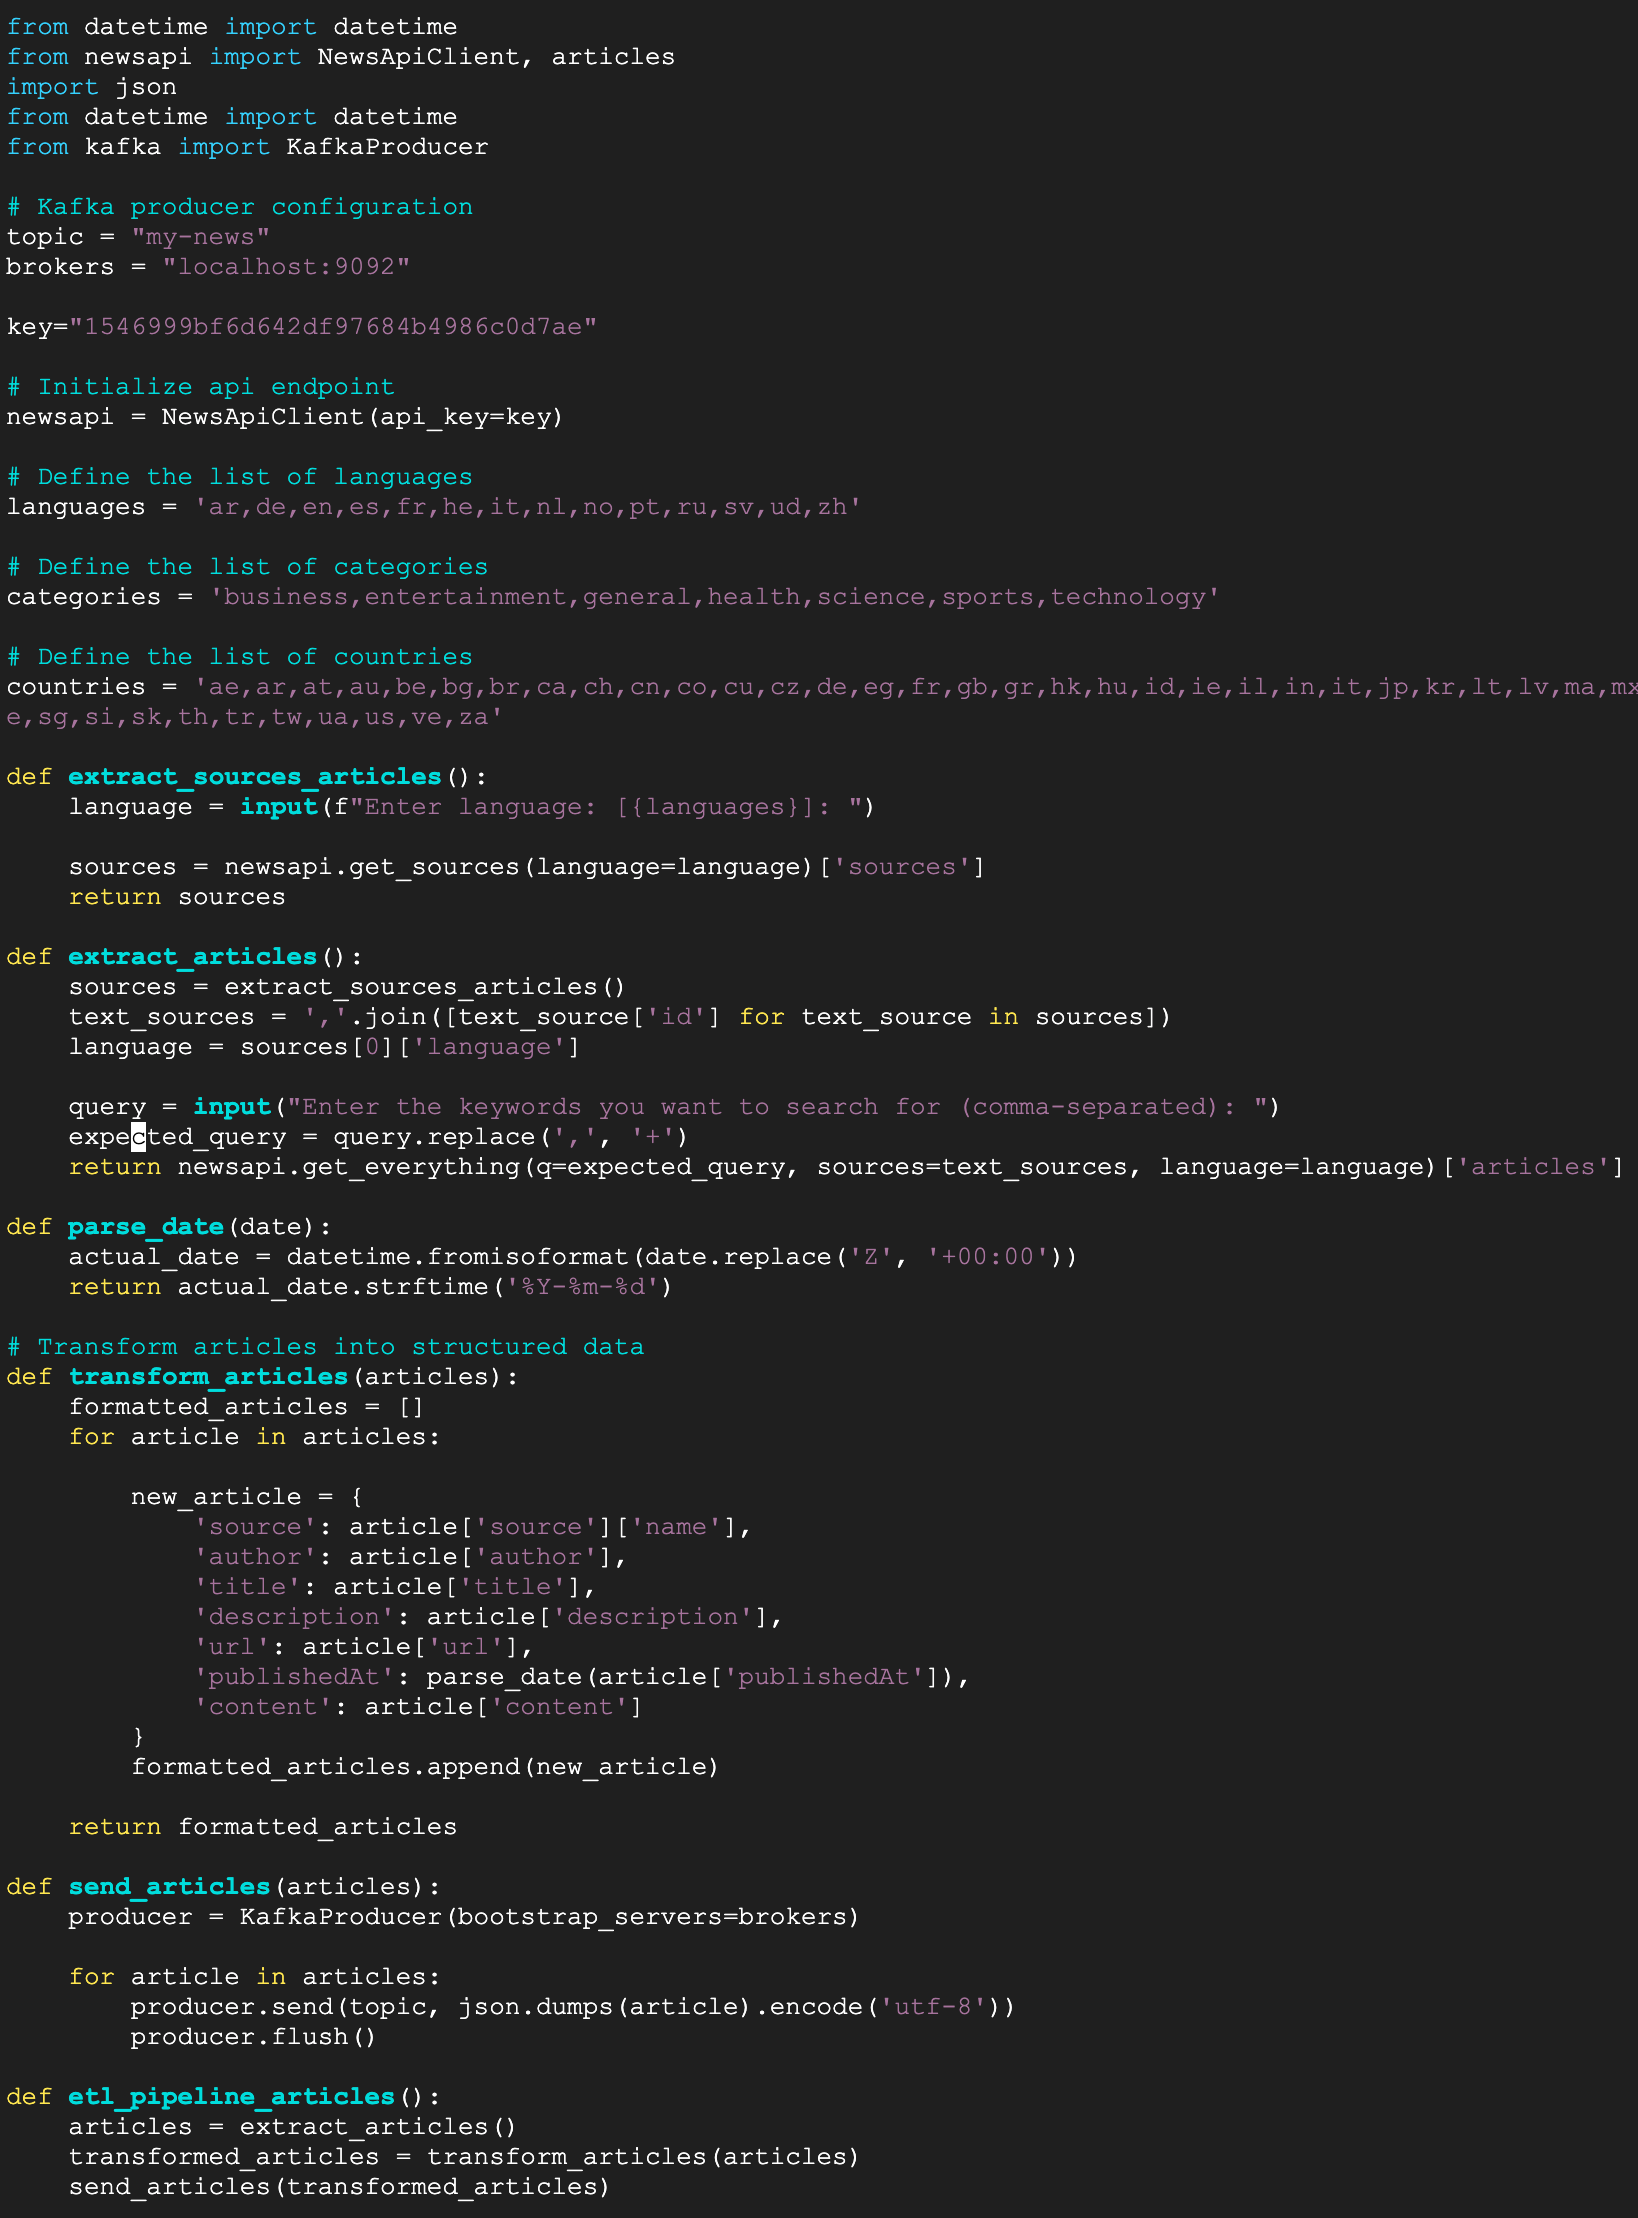 from datetime import datetime
from newsapi import NewsApiClient, articles
import json
from datetime import datetime
from kafka import KafkaProducer

# Kafka producer configuration
topic = "my-news"
brokers = "localhost:9092"

key="1546999bf6d642df97684b4986c0d7ae"

# Initialize api endpoint
newsapi = NewsApiClient(api_key=key)

# Define the list of languages
languages = 'ar,de,en,es,fr,he,it,nl,no,pt,ru,sv,ud,zh'

# Define the list of categories
categories = 'business,entertainment,general,health,science,sports,technology'

# Define the list of countries
countries = 'ae,ar,at,au,be,bg,br,ca,ch,cn,co,cu,cz,de,eg,fr,gb,gr,hk,hu,id,ie,il,in,it,jp,kr,lt,lv,ma,mx
e,sg,si,sk,th,tr,tw,ua,us,ve,za'

def extract_sources_articles():
    language = input(f"Enter language: [{languages}]: ")

    sources = newsapi.get_sources(language=language)['sources']
    return sources

def extract_articles():
    sources = extract_sources_articles()
    text_sources = ','.join([text_source['id'] for text_source in sources])
    language = sources[0]['language']

    query = input("Enter the keywords you want to search for (comma-separated): ")
    expected_query = query.replace(',', '+')
    return newsapi.get_everything(q=expected_query, sources=text_sources, language=language)['articles']

def parse_date(date):
    actual_date = datetime.fromisoformat(date.replace('Z', '+00:00'))
    return actual_date.strftime('%Y-%m-%d')

# Transform articles into structured data
def transform_articles(articles):
    formatted_articles = []
    for article in articles:

        new_article = {
            'source': article['source']['name'],
            'author': article['author'],
            'title': article['title'],
            'description': article['description'],
            'url': article['url'],
            'publishedAt': parse_date(article['publishedAt']),
            'content': article['content']
        }
        formatted_articles.append(new_article)

    return formatted_articles

def send_articles(articles):
    producer = KafkaProducer(bootstrap_servers=brokers)

    for article in articles:
        producer.send(topic, json.dumps(article).encode('utf-8'))
        producer.flush()

def etl_pipeline_articles():
    articles = extract_articles()
    transformed_articles = transform_articles(articles)
    send_articles(transformed_articles)